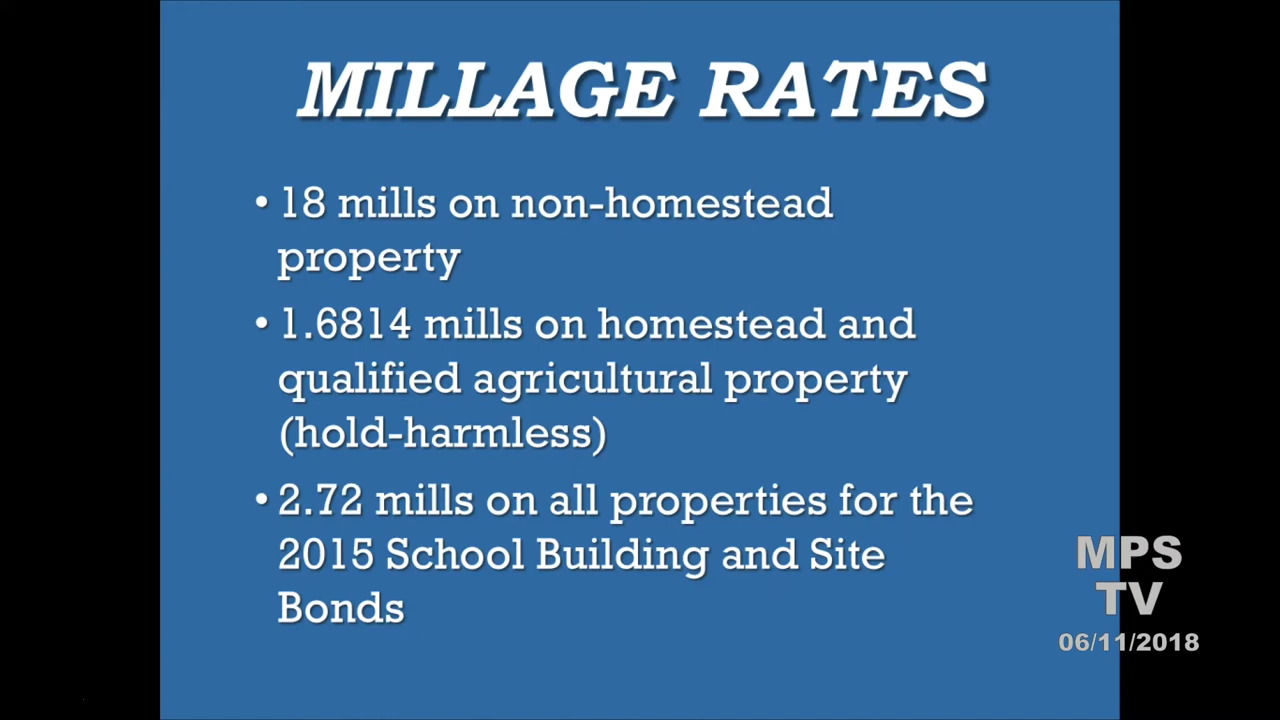 MILLAGE RATES
• 18 mills on non-homestead
property
• 1.6814 mills on homestead and
qualified agricultural property
(hold-harmless)
• 2.72 mills on all properties for the
2015 School Building and Site
Bonds
MPS
TV
06/11/2018